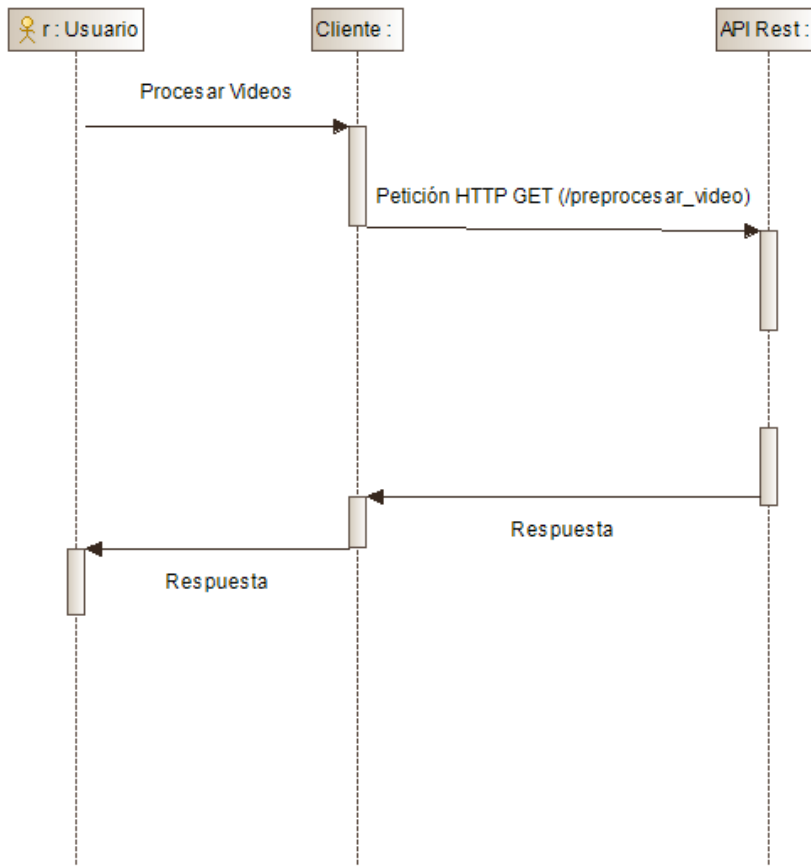 r : Usuario
Cliente :
API Rest :
Procesar Videos
Petición HTTP GET (/preprocesar_video)
Respuesta
Respuesta